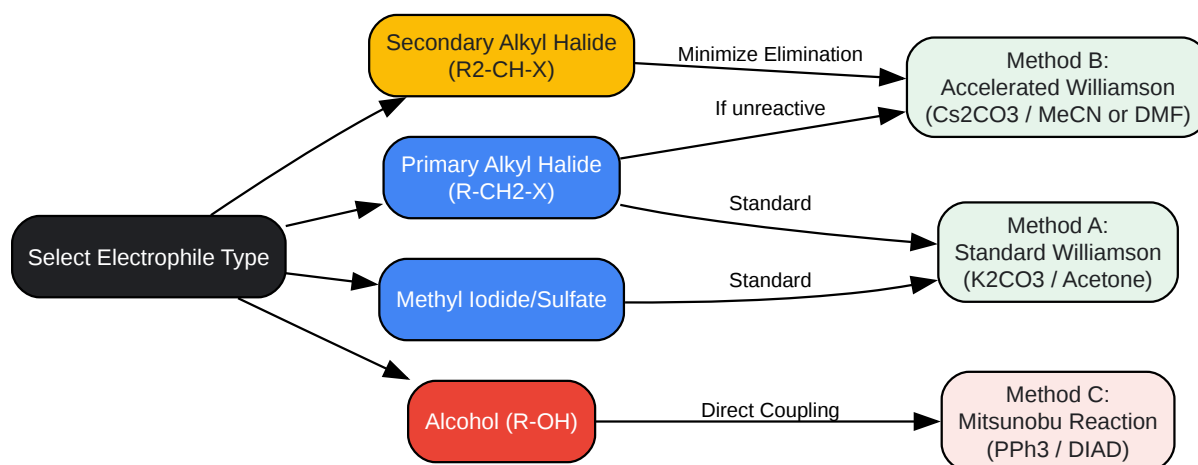 Secondary Alkyl Halide
(R2-CH-X)
Minimize Elimination
Method B:
Accelerated Williamson
(Cs2CO3 / MeCN or DMF)
If unreactive
Primary Alkyl Halide
(R-CH2-X)
Standard
Select Electrophile Type
Method A:
Standard Williamson
(K2CO3 / Acetone)
Methyl Iodide/Sulfate
Standard
Alcohol (R-OH)
Direct Coupling
Method C:
Mitsunobu Reaction
(PPh3 / DIAD)